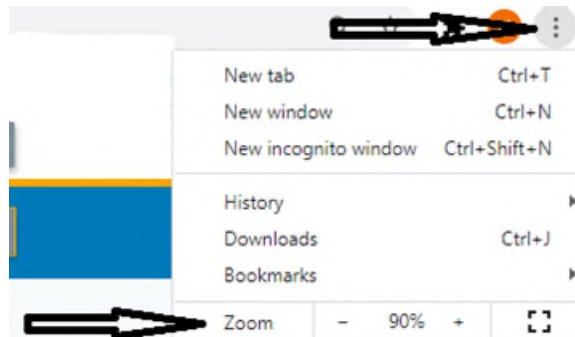 New tab Ctrl+T
New window Ctrl+N
New incognito window Ctrl+Shift+N
History
Downloads Ctrl+J
Bookmarks
Zoom - 90% +